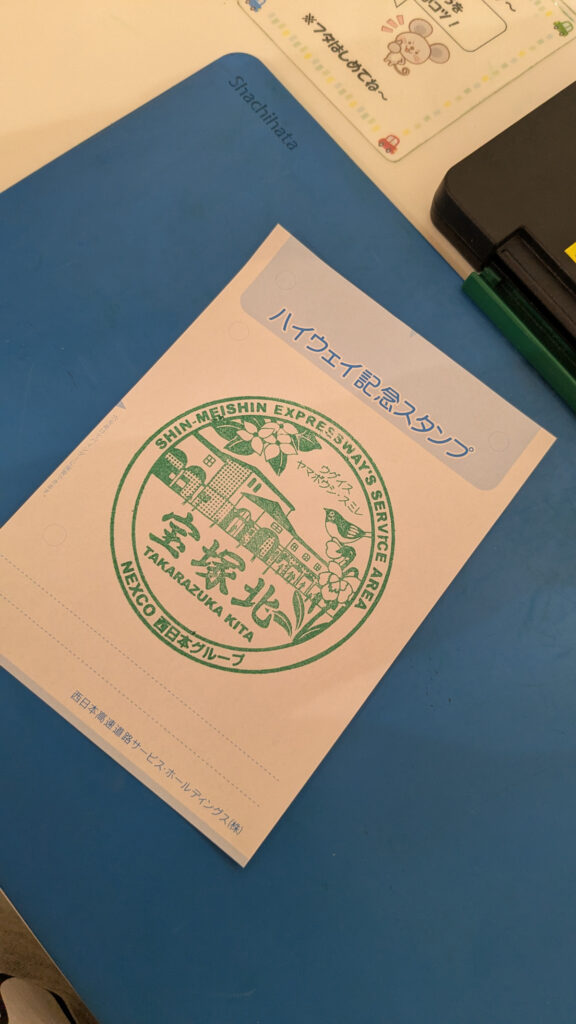 コツ！
※フタはしめてね〜
Shachihata
ハイウェイ記念スタンプ
SHIN-MEISHIN EXPRESSWAY'S SERVICE AREA
ウグイス
ヤマボウシ・スミレ
宝塚北
TAKARAZUKA KITA
NEXCO 西日本グループ
西日本高速道路サービス・ホールディングス(株)